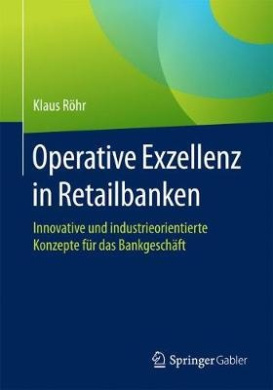 Klaus Röhr
Operative Exzellenz
in Retailbanken
Innovative und industrieorientierte
Konzepte für das Bankgeschäft
Springer Gabler